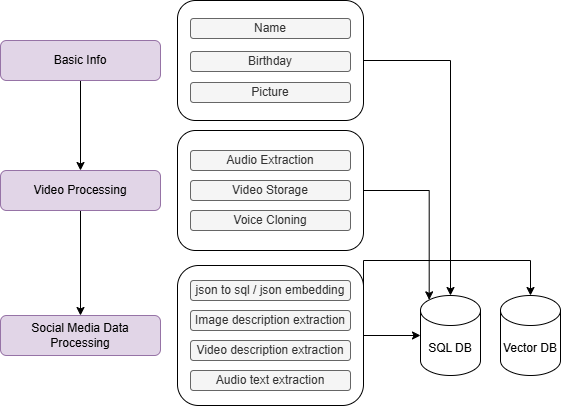 Basic Info
Name
Birthday
Picture
Video Processing
Audio Extraction
Video Storage
Voice Cloning
Social Media Data
Processing
json to sql / json embedding
Image description extraction
Video description extraction
Audio text extraction
SQL DB
Vector DB